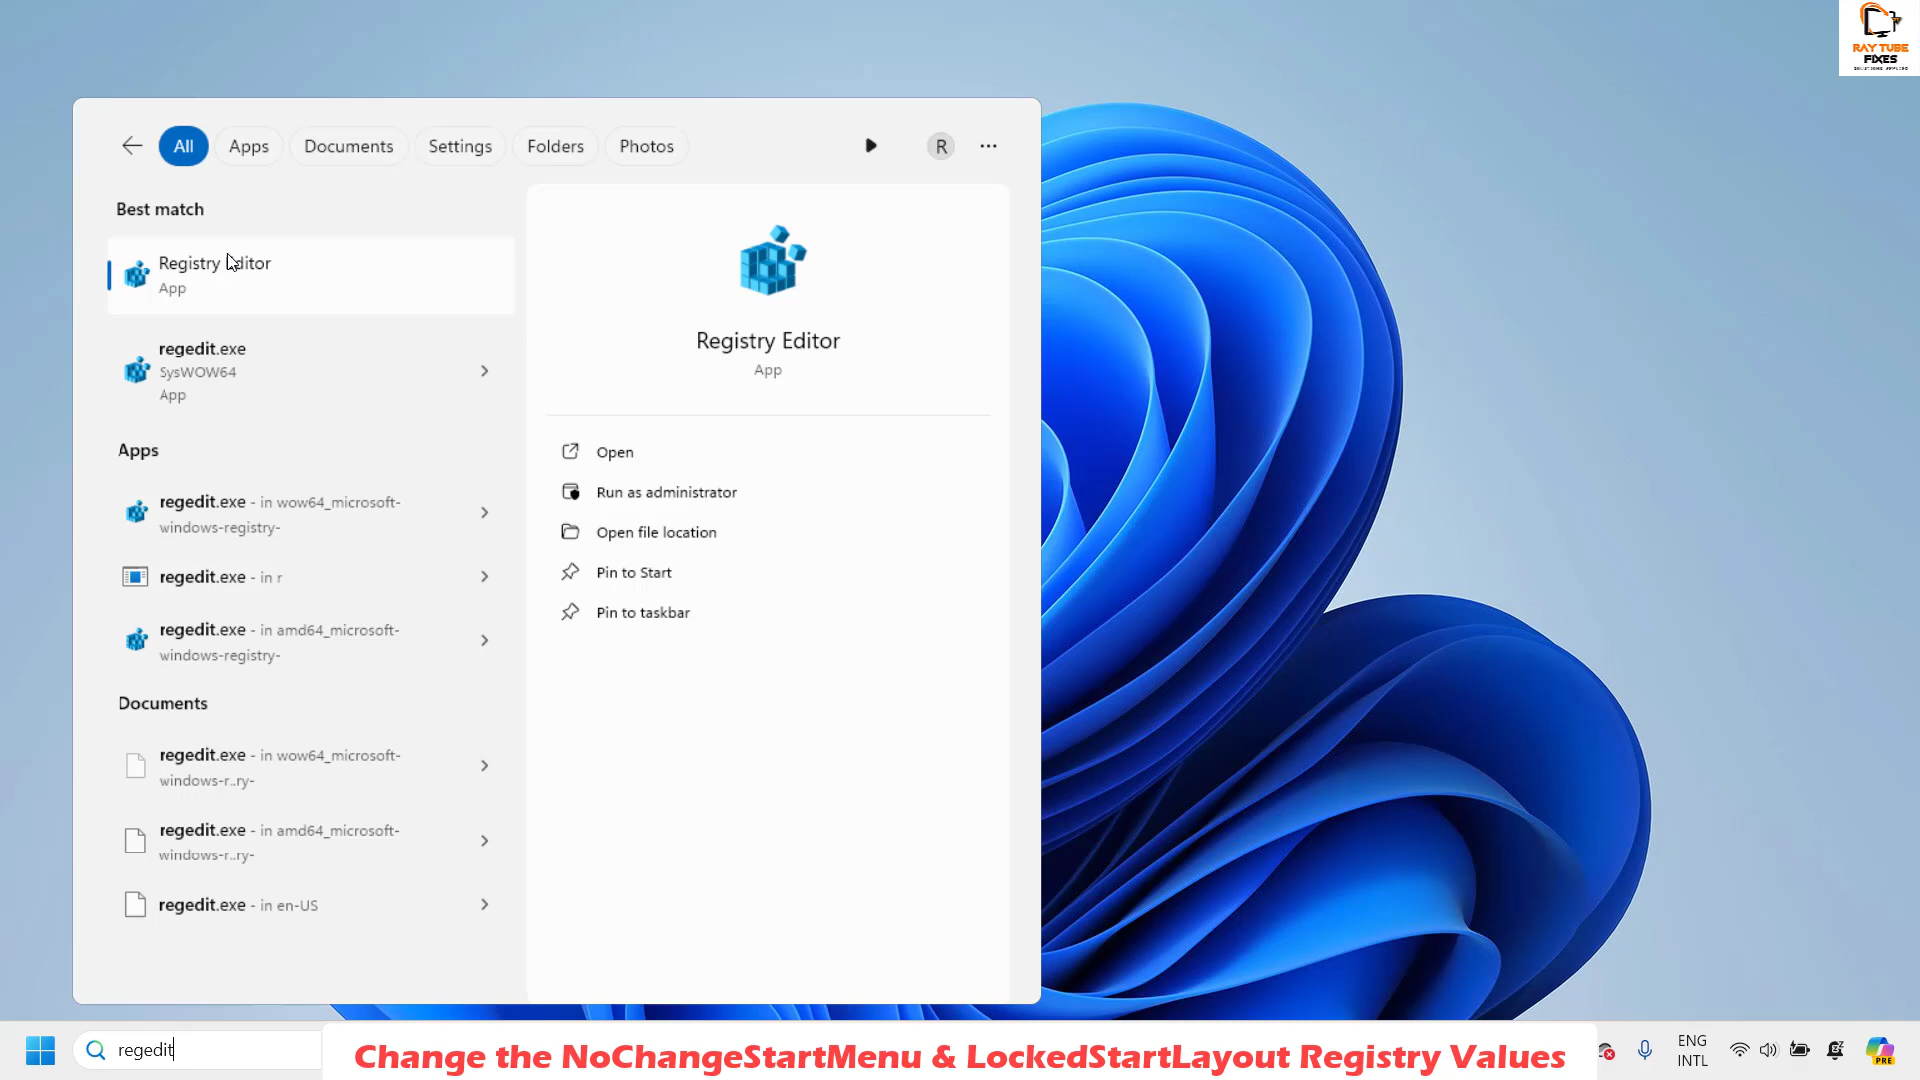 RAY TUBE
FIXES
All
Apps
Documents
Settings
Folders
Photos
R
Best match
Registry Editor
App
regedit.exe
SysWOW64
App
Apps
regedit.exe - in wow64_microsoft-
windows-registry-
regedit.exe - in r
regedit.exe - in amd64_microsoft-
windows-registry-
Documents
regedit.exe - in wow64_microsoft-
windows-r..ry-
regedit.exe - in amd64_microsoft-
windows-r..ry-
regedit.exe - in en-US
Registry Editor
App
Open
Run as administrator
Open file location
Pin to Start
Pin to taskbar
regedit
Change the NoChangeStartMenu & LockedStartLayout Registry Values
ENG
INTL
PRE